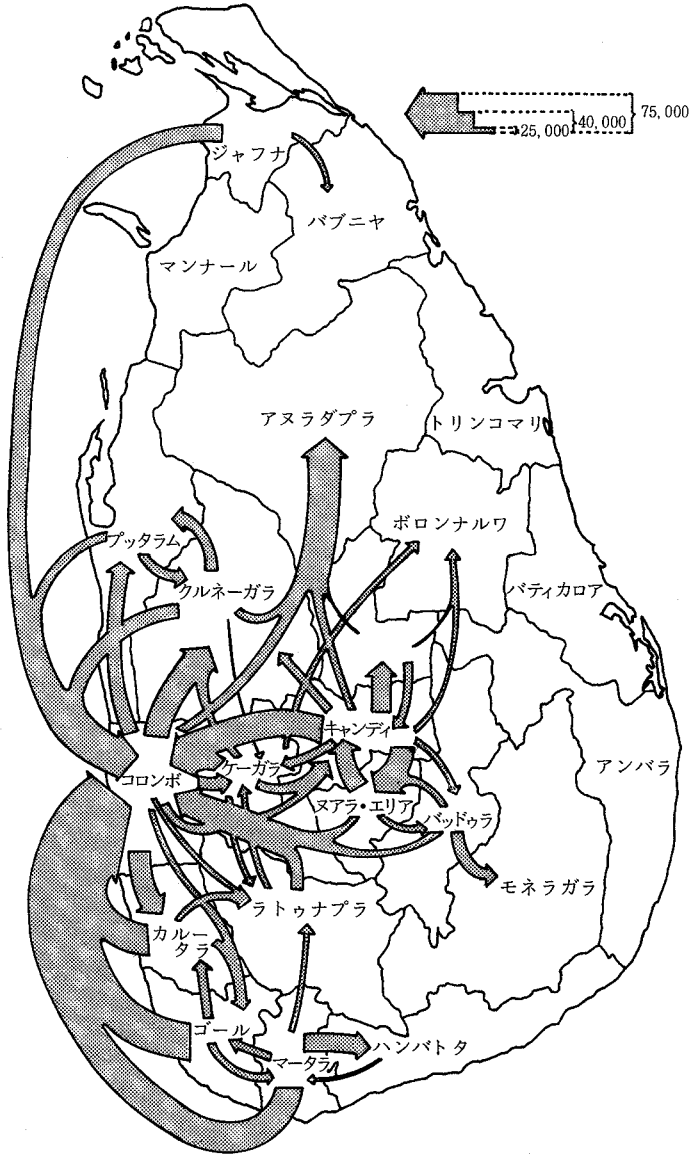 75,000
40,000
25,000
ジャフナ
バブニヤ
マンナール
アヌラダプラ
トリンコマリ
ポロンナルワ
プッタラム
クルネーガラ
バティカロア
キャンディ
ケーガラ
コロンボ
アンパラ
ヌアラ・エリア
バッドゥラ
モネラガラ
ラトゥナプラ
カルー
タラ
ゴール
マータラ
ハンバトタ